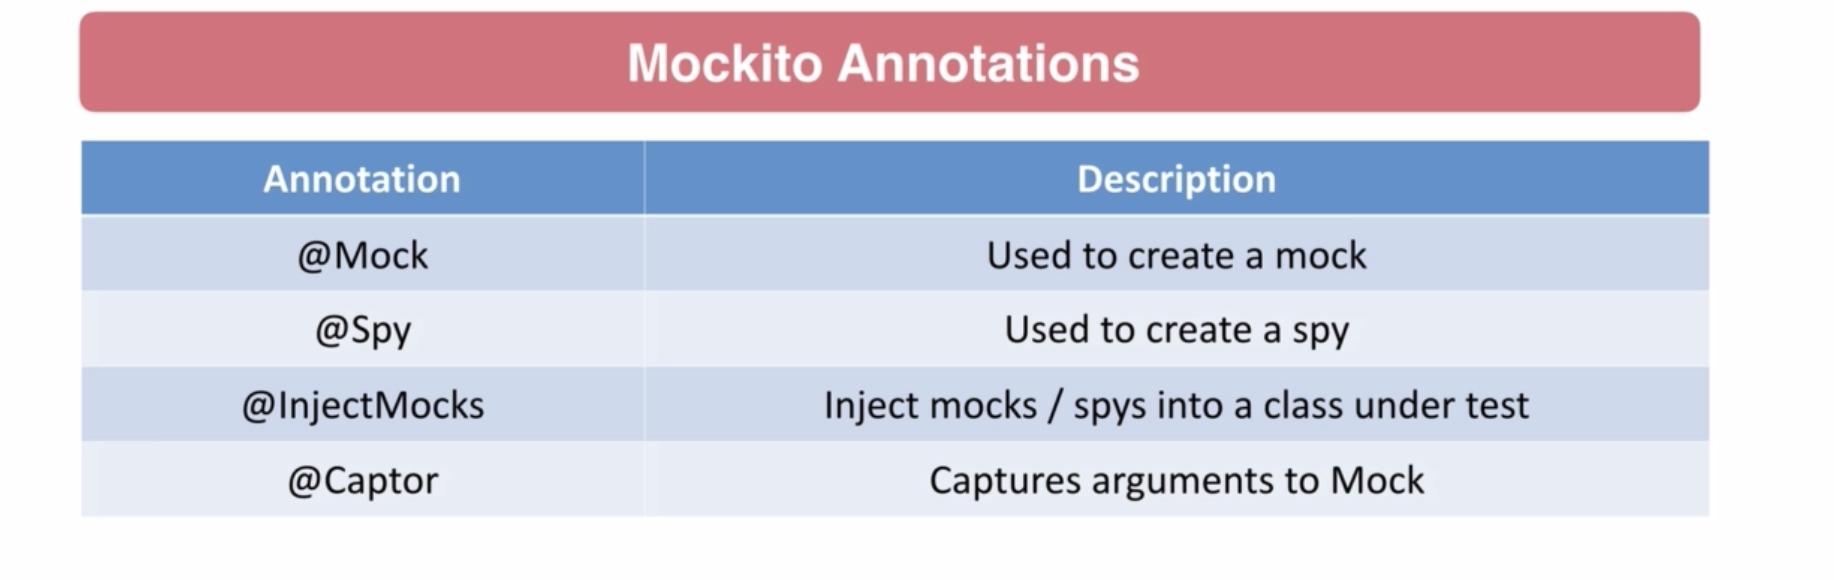 Mockito Annotations
Annotation Description
@Mock Used to create a mock
@Spy Used to create a spy
@InjectMocks Inject mocks / spys into a class under test
@Captor Captures arguments to Mock